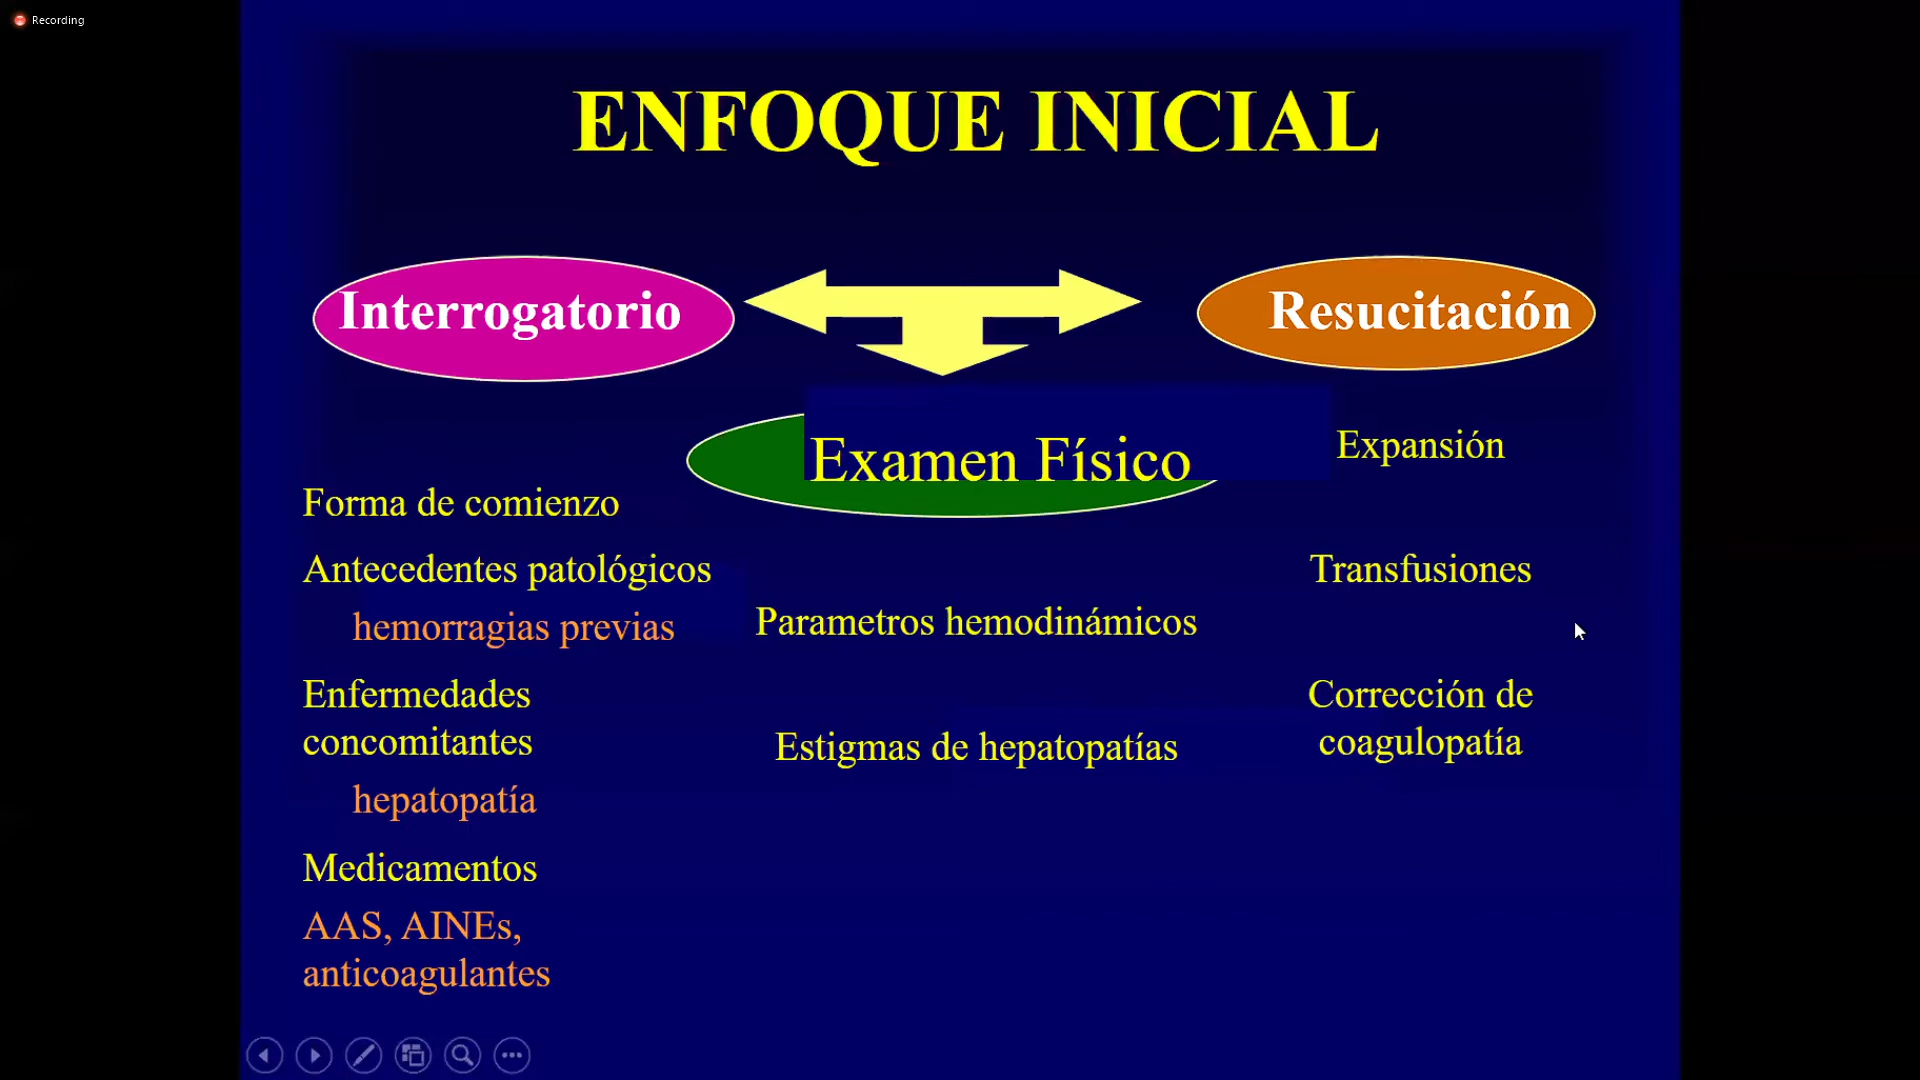 Recording
ENFOQUE INICIAL
Interrogatorio
Resucitación
Examen Físico
Forma de comienzo
Antecedentes patológicos
hemorragias previas
Enfermedades
concomitantes
hepatopatía
Medicamentos
AAS, AINEs,
anticoagulantes
Parametros hemodinámicos
Estigmas de hepatopatías
Expansión
Transfusiones
Corrección de
coagulopatía